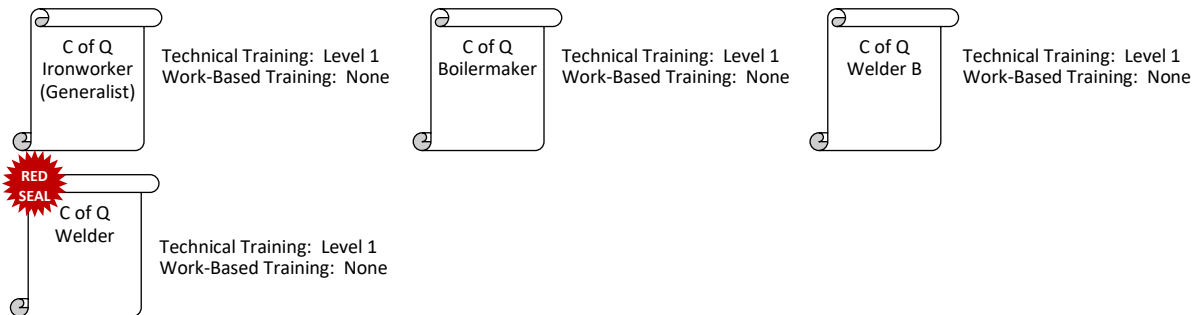 C of Q
Ironworker
(Generalist)
Technical Training:  Level 1
Work-Based Training:  None
C of Q
Boilermaker
Technical Training:  Level 1
Work-Based Training:  None
C of Q
Welder B
Technical Training:  Level 1
Work-Based Training:  None
RED
SEAL
C of Q
Welder
Technical Training:  Level 1
Work-Based Training:  None